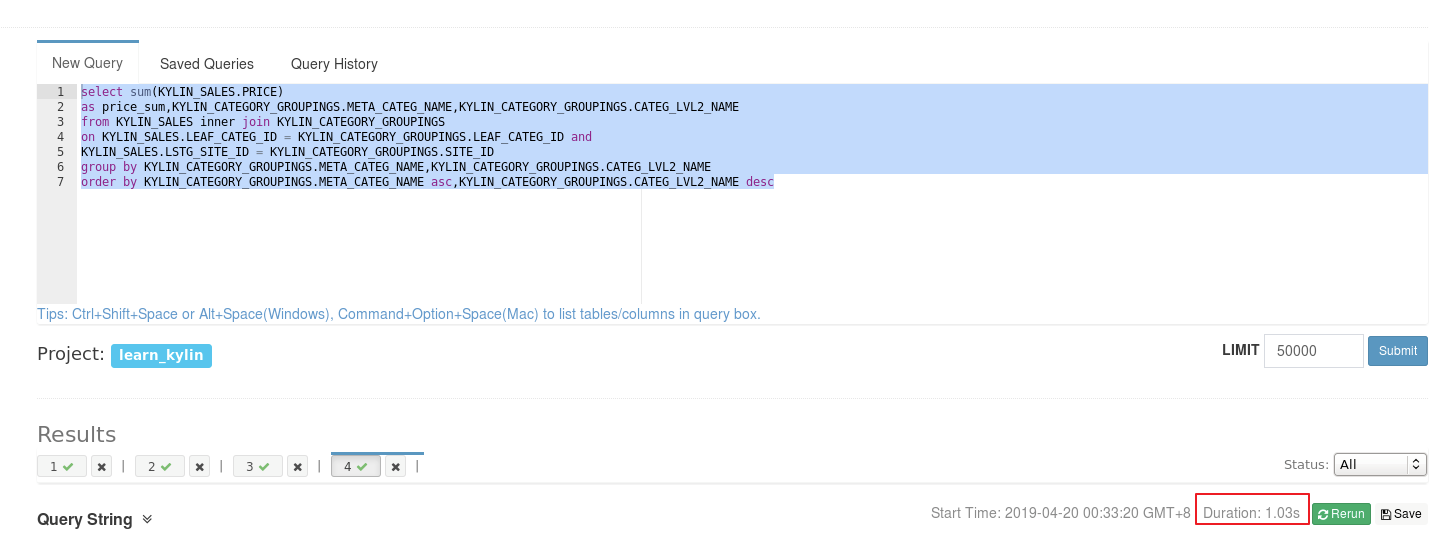 New Query Saved Queries Query History
1 select sum(KYLIN_SALES.PRICE)
2 as price_sum,KYLIN_CATEGORY_GROUPINGS.META_CATEG_NAME,KYLIN_CATEGORY_GROUPINGS.CATEG_LVL2_NAME
3 from KYLIN_SALES inner join KYLIN_CATEGORY_GROUPINGS
4 on KYLIN_SALES.LEAF_CATEG_ID = KYLIN_CATEGORY_GROUPINGS.LEAF_CATEG_ID and
5 KYLIN_SALES.LSTG_SITE_ID = KYLIN_CATEGORY_GROUPINGS.SITE_ID
6 group by KYLIN_CATEGORY_GROUPINGS.META_CATEG_NAME,KYLIN_CATEGORY_GROUPINGS.CATEG_LVL2_NAME
7 order by KYLIN_CATEGORY_GROUPINGS.META_CATEG_NAME asc,KYLIN_CATEGORY_GROUPINGS.CATEG_LVL2_NAME desc
Tips: Ctrl+Shift+Space or Alt+Space(Windows), Command+Option+Space(Mac) to list tables/columns in query box.
Project: learn_kylin LIMIT 50000 Submit
Results
1 | 2 | 3 | 4 | Status: All
Query String Start Time: 2019-04-20 00:33:20 GMT+8 Duration: 1.03s Rerun Save